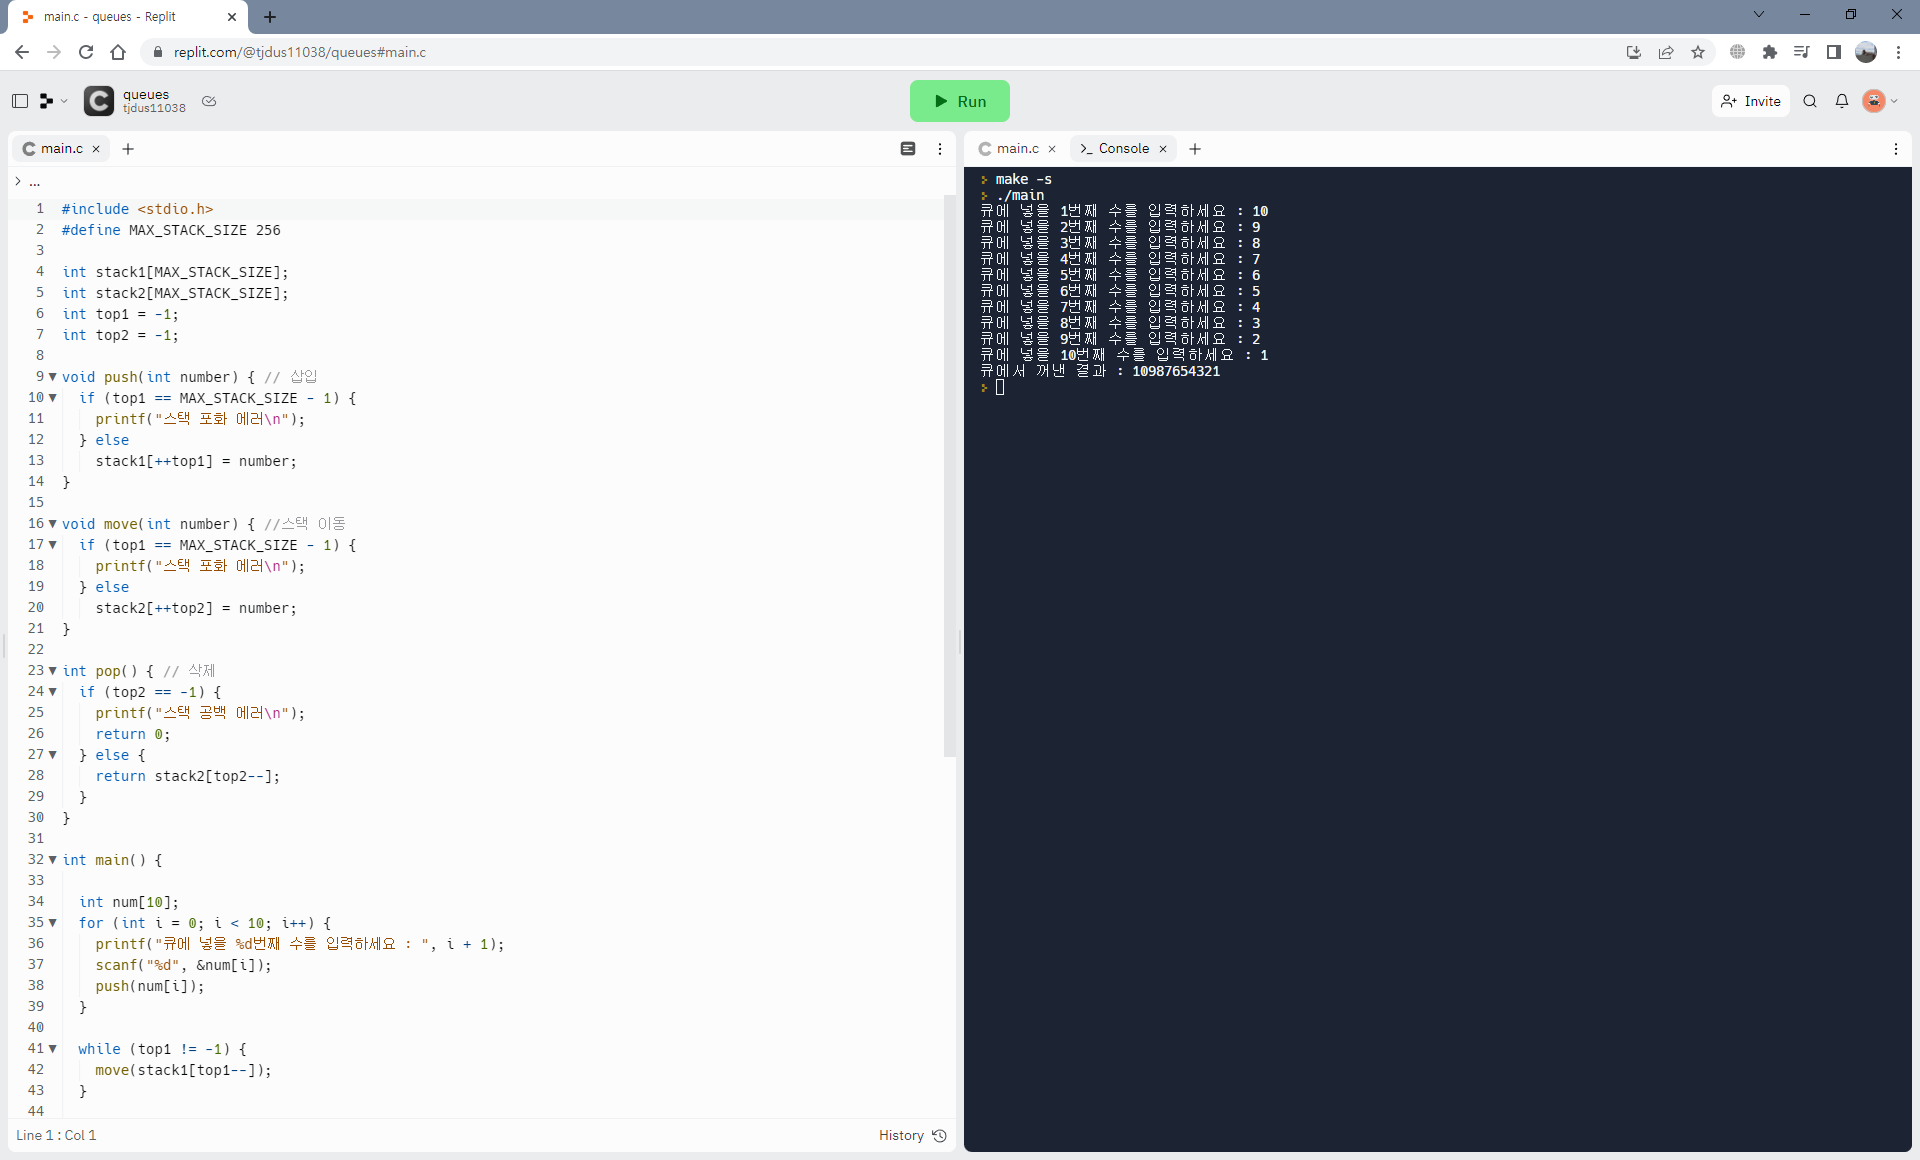 main.c - queues - Replit
replit.com/@tjdus11038/queues#main.c
queues
tjdus11038
Run
Invite
main.c
...
1 #include <stdio.h>
2 #define MAX_STACK_SIZE 256
3
4 int stack1[MAX_STACK_SIZE];
5 int stack2[MAX_STACK_SIZE];
6 int top1 = -1;
7 int top2 = -1;
8
9 void push(int number) { // 삽입
10 if (top1 == MAX_STACK_SIZE - 1) {
11 printf("스택 포화 에러\n");
12 } else
13 stack1[++top1] = number;
14 }
15
16 void move(int number) { //스택 이동
17 if (top1 == MAX_STACK_SIZE - 1) {
18 printf("스택 포화 에러\n");
19 } else
20 stack2[++top2] = number;
21 }
22
23 int pop() { // 삭제
24 if (top2 == -1) {
25 printf("스택 공백 에러\n");
26 return 0;
27 } else {
28 return stack2[top2--];
29 }
30 }
31
32 int main() {
33
34 int num[10];
35 for (int i = 0; i < 10; i++) {
36 printf("큐에 넣을 %d번째 수를 입력하세요 : ", i + 1);
37 scanf("%d", &num[i]);
38 push(num[i]);
39 }
40
41 while (top1 != -1) {
42 move(stack1[top1--]);
43 }
44
Line 1 : Col 1
History
main.c
Console
make -s
./main
큐에 넣을 1번째 수를 입력하세요 : 10
큐에 넣을 2번째 수를 입력하세요 : 9
큐에 넣을 3번째 수를 입력하세요 : 8
큐에 넣을 4번째 수를 입력하세요 : 7
큐에 넣을 5번째 수를 입력하세요 : 6
큐에 넣을 6번째 수를 입력하세요 : 5
큐에 넣을 7번째 수를 입력하세요 : 4
큐에 넣을 8번째 수를 입력하세요 : 3
큐에 넣을 9번째 수를 입력하세요 : 2
큐에 넣을 10번째 수를 입력하세요 : 1
큐에서 꺼낸 결과 : 10987654321